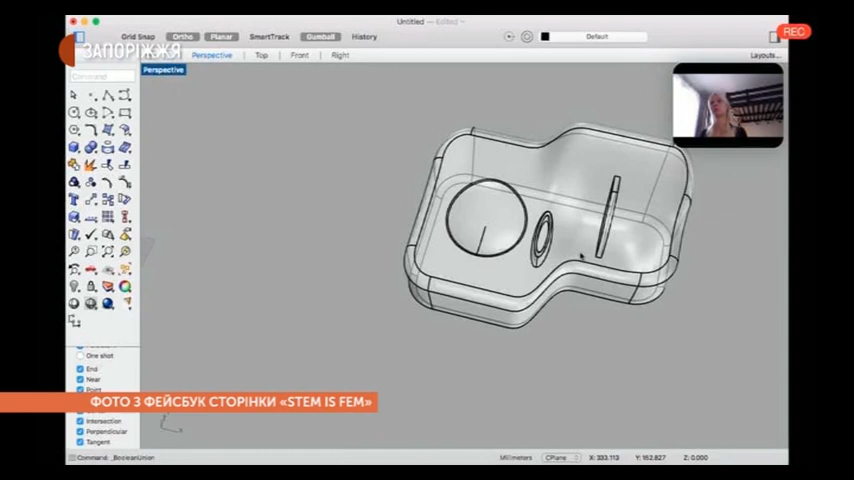 Untitled — Edited
Grid Snap Ortho Planar SmartTrack Gumball History Default
REC
ЗАПОРІЖЖЯ
Perspective Top Front Right Layouts...
Perspective
Command
One shot
End
Near
Point
ФОТО З ФЕЙСБУК СТОРІНКИ «STEM IS FEM»
Intersection
Perpendicular
Tangent
Command: _BooleanUnion Millimeters CPlane X: 333.113 Y: 152.827 Z: 0.000